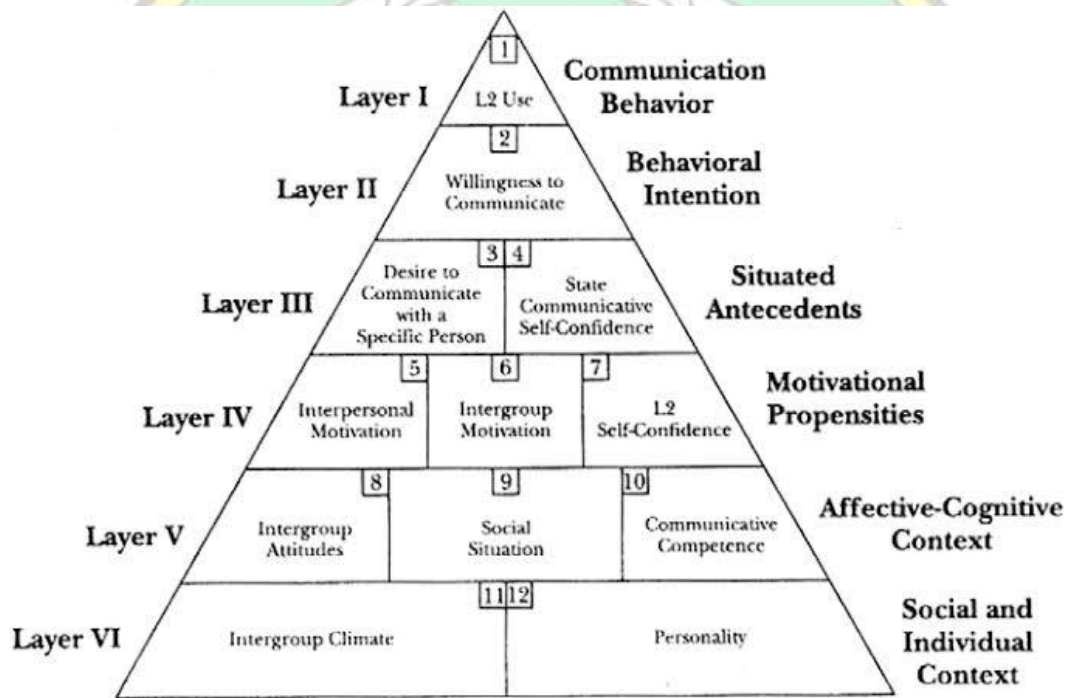 1
Layer I
L2 Use
Communication
Behavior
2
Layer II
Willingness to
Communicate
Behavioral
Intention
3 4
Layer III
Desire to
Communicate
with a
Specific Person
State
Communicative
Self-Confidence
Situated
Antecedents
5 6 7
Layer IV
Interpersonal
Motivation
Intergroup
Motivation
L2
Self-Confidence
Motivational
Propensities
8 9 10
Layer V
Intergroup
Attitudes
Social
Situation
Communicative
Competence
Affective-Cognitive
Context
11 12
Layer VI
Intergroup Climate
Personality
Social and
Individual
Context